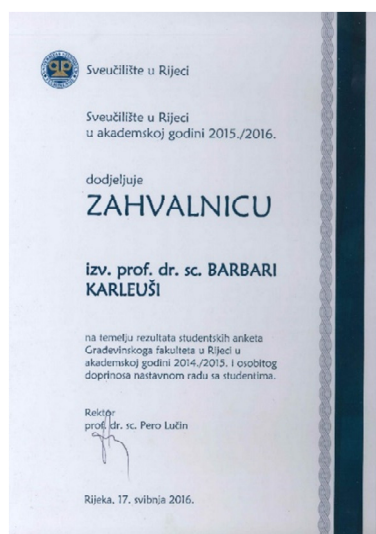 Sveučilište u Rijeci
Sveučilište u Rijeci
u akademskoj godini 2015./2016.
dodjeljuje
ZAHVALNICU
izv. prof. dr. sc. BARBARI
KARLEUŠI
na temelju rezultata studentskih anketa
Građevinskoga fakulteta u Rijeci u
akademskoj godini 2014./2015. i osobitog
doprinosa nastavnom radu sa studentima.
Rektor
prof. dr. sc. Pero Lučin
Rijeka, 17. svibnja 2016.